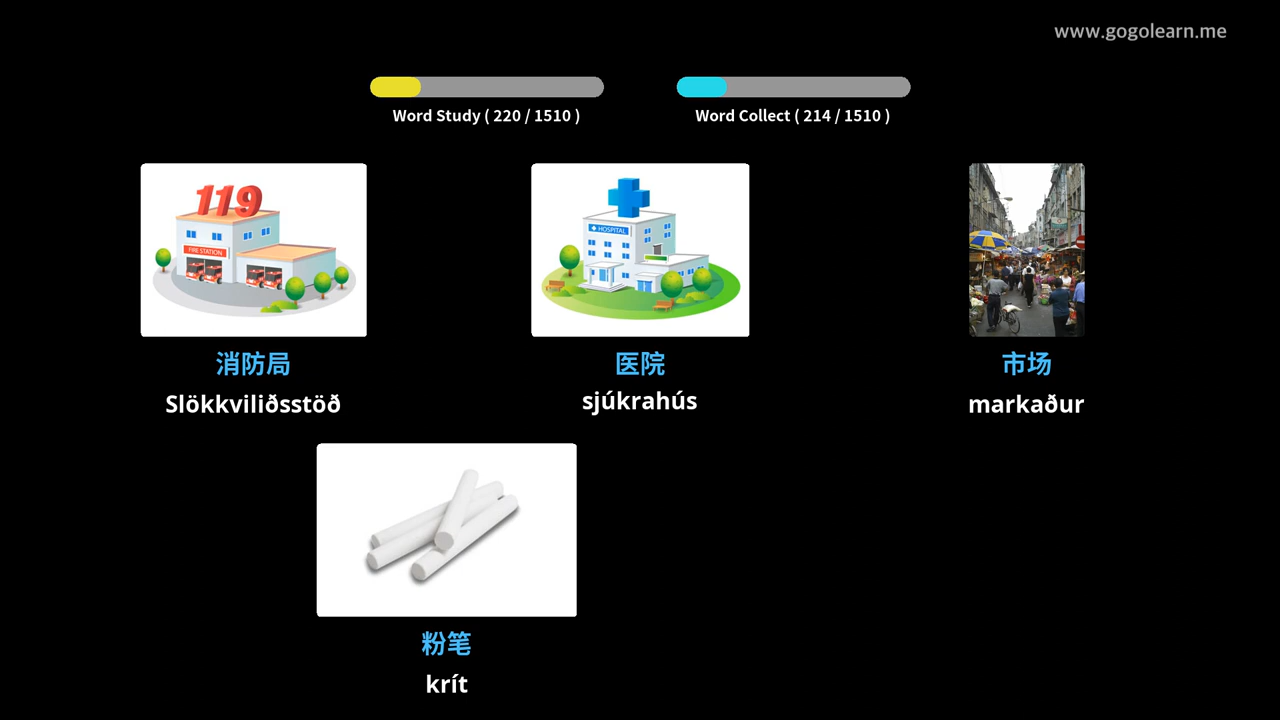 www.gogolearn.me
Word Study ( 220 / 1510 )
Word Collect ( 214 / 1510 )
119
FIRE STATION
HOSPITAL
消防局
医院
市场
Slökkviliðsstöð
sjúkrahús
markaður
粉笔
krít